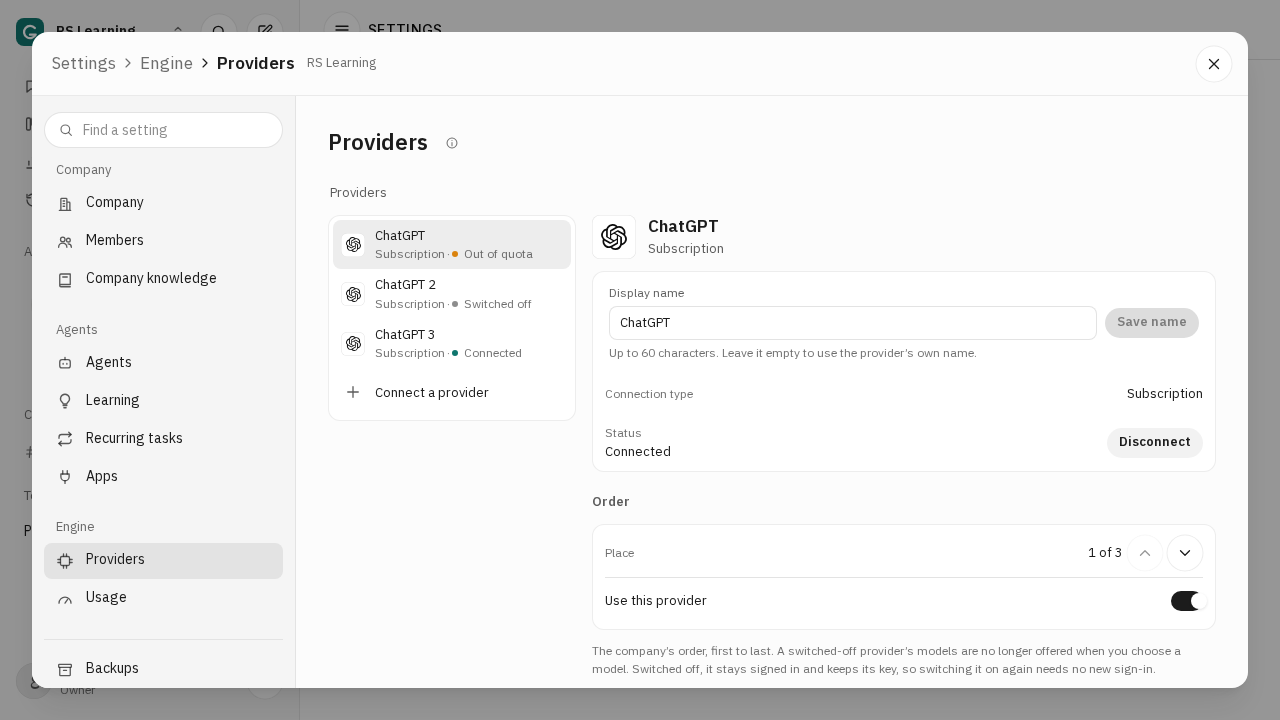 RS Learning
SETTINGS
Settings > Engine > Providers RS Learning
Find a setting
Company
Company
Members
Company knowledge
Agents
Agents
Learning
Recurring tasks
Apps
Engine
Providers
Usage
Backups
Owner
Providers
Providers
ChatGPT
Subscription · Out of quota
ChatGPT 2
Subscription · Switched off
ChatGPT 3
Subscription · Connected
Connect a provider
ChatGPT
Subscription
Display name
ChatGPT
Save name
Up to 60 characters. Leave it empty to use the provider's own name.
Connection type
Subscription
Status
Connected
Disconnect
Order
Place
1 of 3
Use this provider
The company's order, first to last. A switched-off provider's models are no longer offered when you choose a
model. Switched off, it stays signed in and keeps its key, so switching it on again needs no new sign-in.